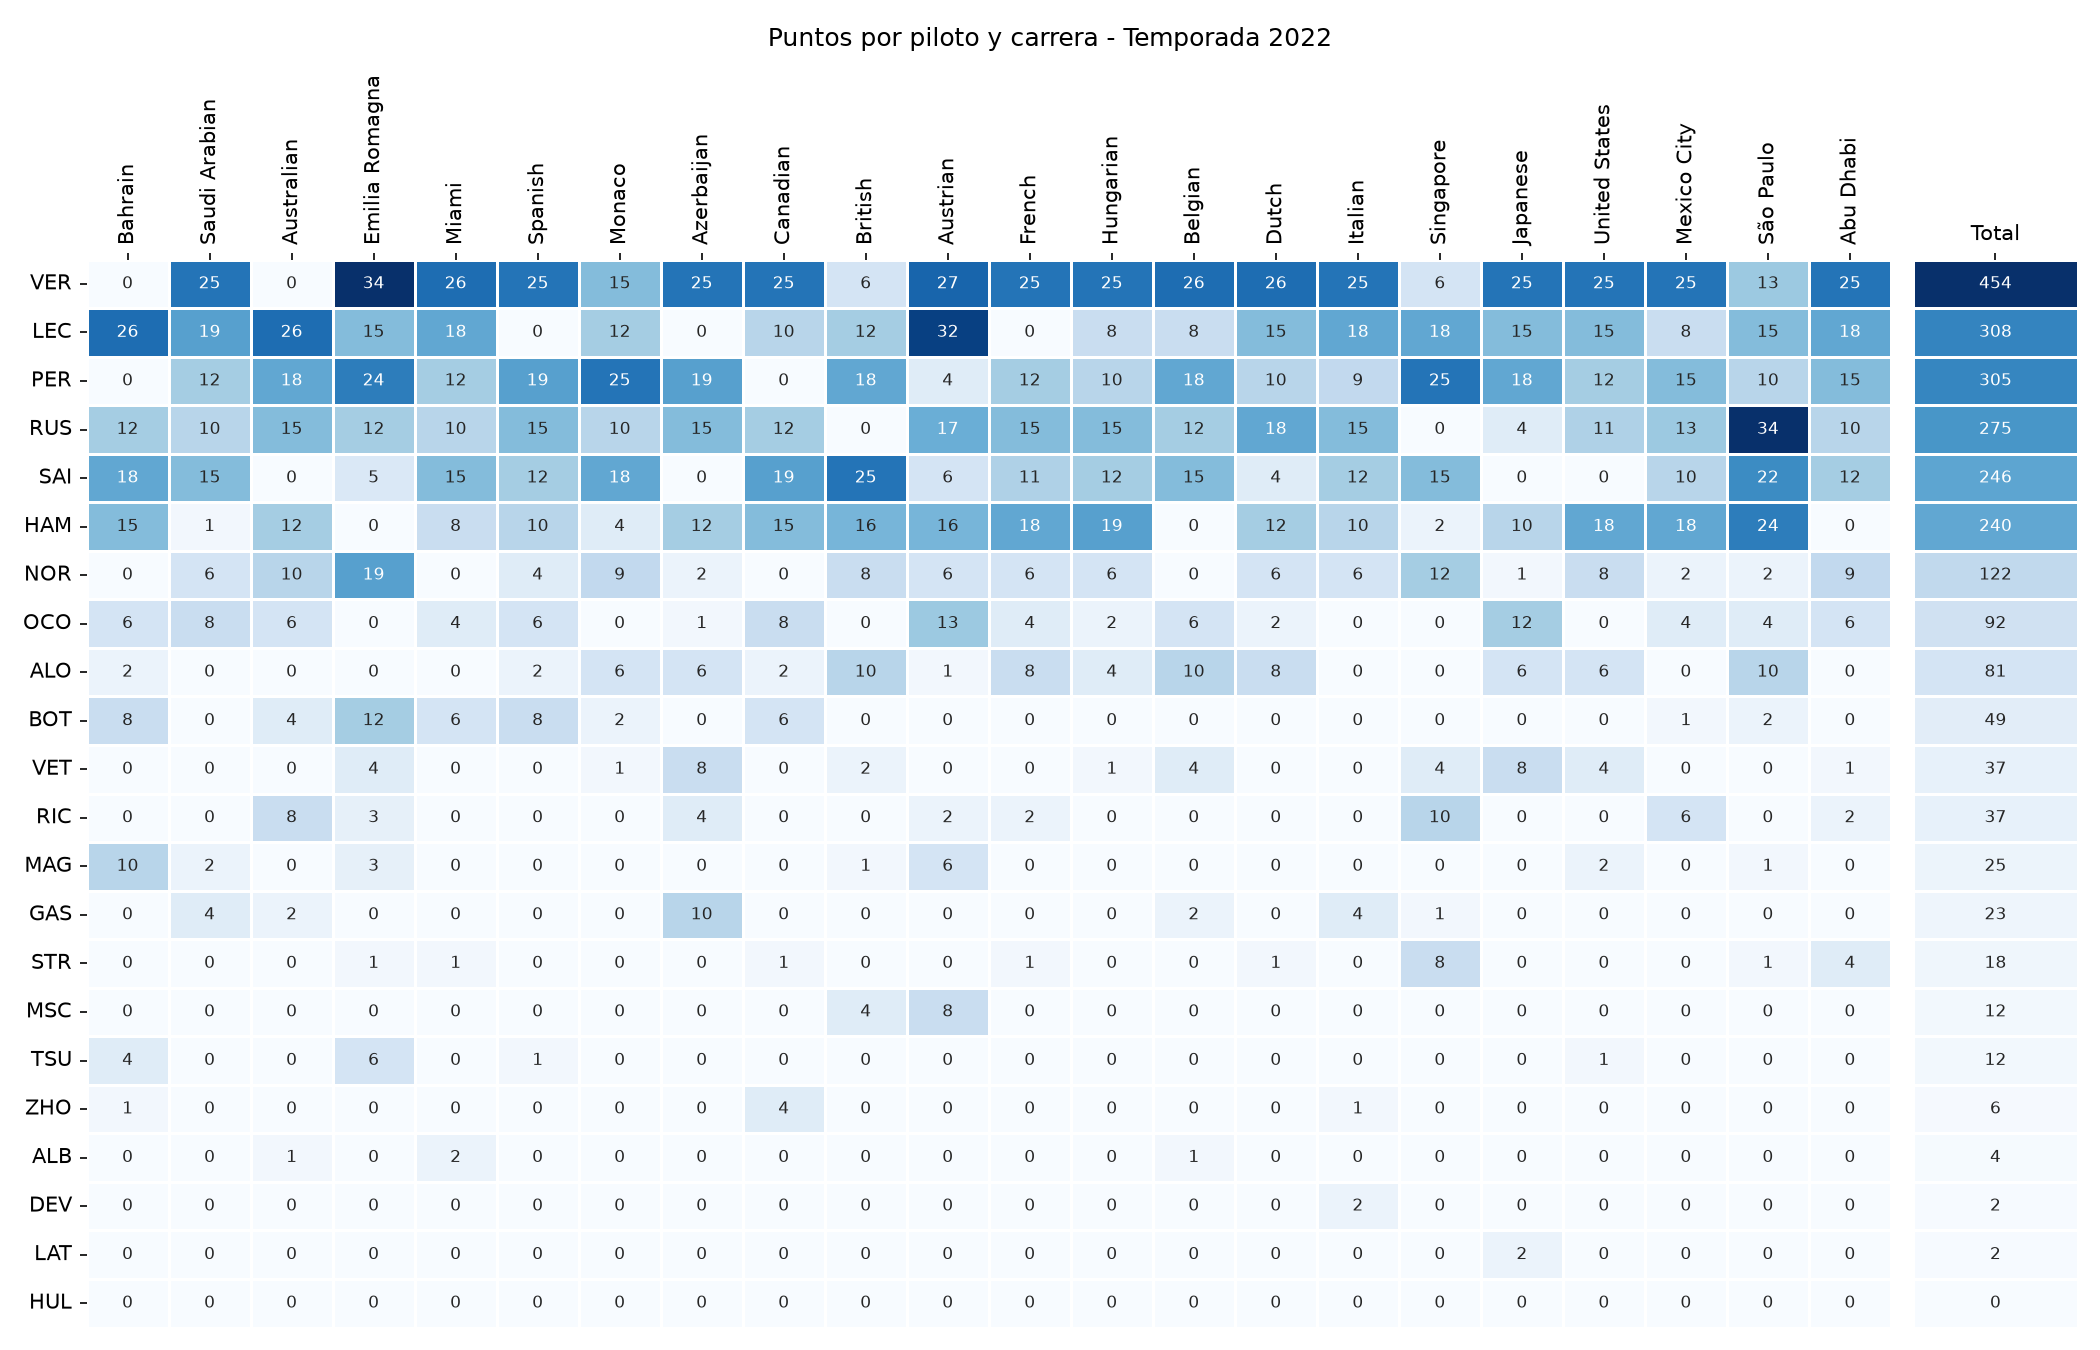 Puntos por piloto y carrera - Temporada 2022
Bahrain Saudi Arabian Australian Emilia Romagna Miami Spanish Monaco Azerbaijan Canadian British Austrian French Hungarian Belgian Dutch Italian Singapore Japanese United States Mexico City São Paulo Abu Dhabi Total
VER 0 25 0 34 26 25 15 25 25 6 27 25 25 26 26 25 6 25 25 25 13 25 454
LEC 26 19 26 15 18 0 12 0 10 12 32 0 8 8 15 18 18 15 15 8 15 18 308
PER 0 12 18 24 12 19 25 19 0 18 4 12 10 18 10 9 25 18 12 15 10 15 305
RUS 12 10 15 12 10 15 10 15 12 0 17 15 15 12 18 15 0 4 11 13 34 10 275
SAI 18 15 0 5 15 12 18 0 19 25 6 11 12 15 4 12 15 0 0 10 22 12 246
HAM 15 1 12 0 8 10 4 12 15 16 16 18 19 0 12 10 2 10 18 18 24 0 240
NOR 0 6 10 19 0 4 9 2 0 8 6 6 6 0 6 6 12 1 8 2 2 9 122
OCO 6 8 6 0 4 6 0 1 8 0 13 4 2 6 2 0 0 12 0 4 4 6 92
ALO 2 0 0 0 0 2 6 6 2 10 1 8 4 10 8 0 0 6 6 0 10 0 81
BOT 8 0 4 12 6 8 2 0 6 0 0 0 0 0 0 0 0 0 0 1 2 0 49
VET 0 0 0 4 0 0 1 8 0 2 0 0 1 4 0 0 4 8 4 0 0 1 37
RIC 0 0 8 3 0 0 0 4 0 0 2 2 0 0 0 0 10 0 0 6 0 2 37
MAG 10 2 0 3 0 0 0 0 0 1 6 0 0 0 0 0 0 0 2 0 1 0 25
GAS 0 4 2 0 0 0 0 10 0 0 0 0 0 2 0 4 1 0 0 0 0 0 23
STR 0 0 0 1 1 0 0 0 1 0 0 1 0 0 1 0 8 0 0 0 1 4 18
MSC 0 0 0 0 0 0 0 0 0 4 8 0 0 0 0 0 0 0 0 0 0 0 12
TSU 4 0 0 6 0 1 0 0 0 0 0 0 0 0 0 0 0 0 1 0 0 0 12
ZHO 1 0 0 0 0 0 0 0 4 0 0 0 0 0 0 1 0 0 0 0 0 0 6
ALB 0 0 1 0 2 0 0 0 0 0 0 0 0 1 0 0 0 0 0 0 0 0 4
DEV 0 0 0 0 0 0 0 0 0 0 0 0 0 0 0 2 0 0 0 0 0 0 2
LAT 0 0 0 0 0 0 0 0 0 0 0 0 0 0 0 0 0 2 0 0 0 0 2
HUL 0 0 0 0 0 0 0 0 0 0 0 0 0 0 0 0 0 0 0 0 0 0 0